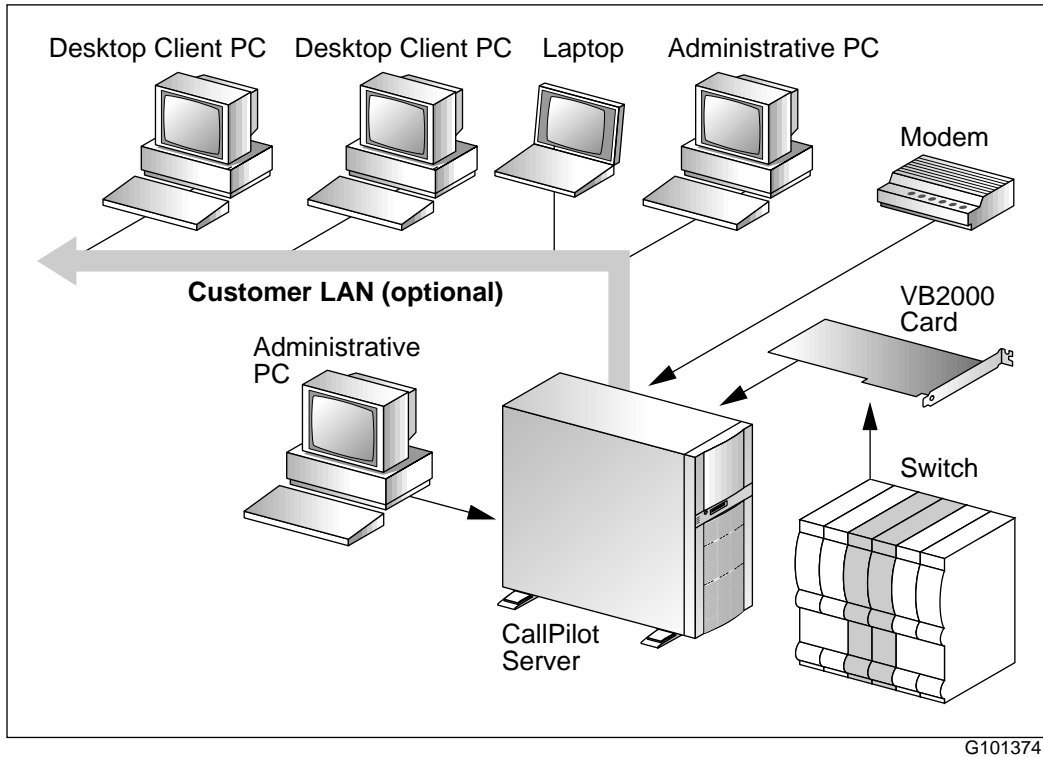 Desktop Client PC
Desktop Client PC
Laptop
Administrative PC
Modem
Customer LAN (optional)
VB2000
Card
Administrative
PC
Switch
CallPilot
Server
G101374